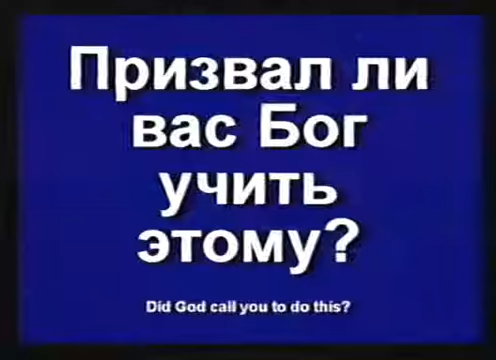 Призвал ли
вас Бог
учить
этому?
Did God call you to do this?